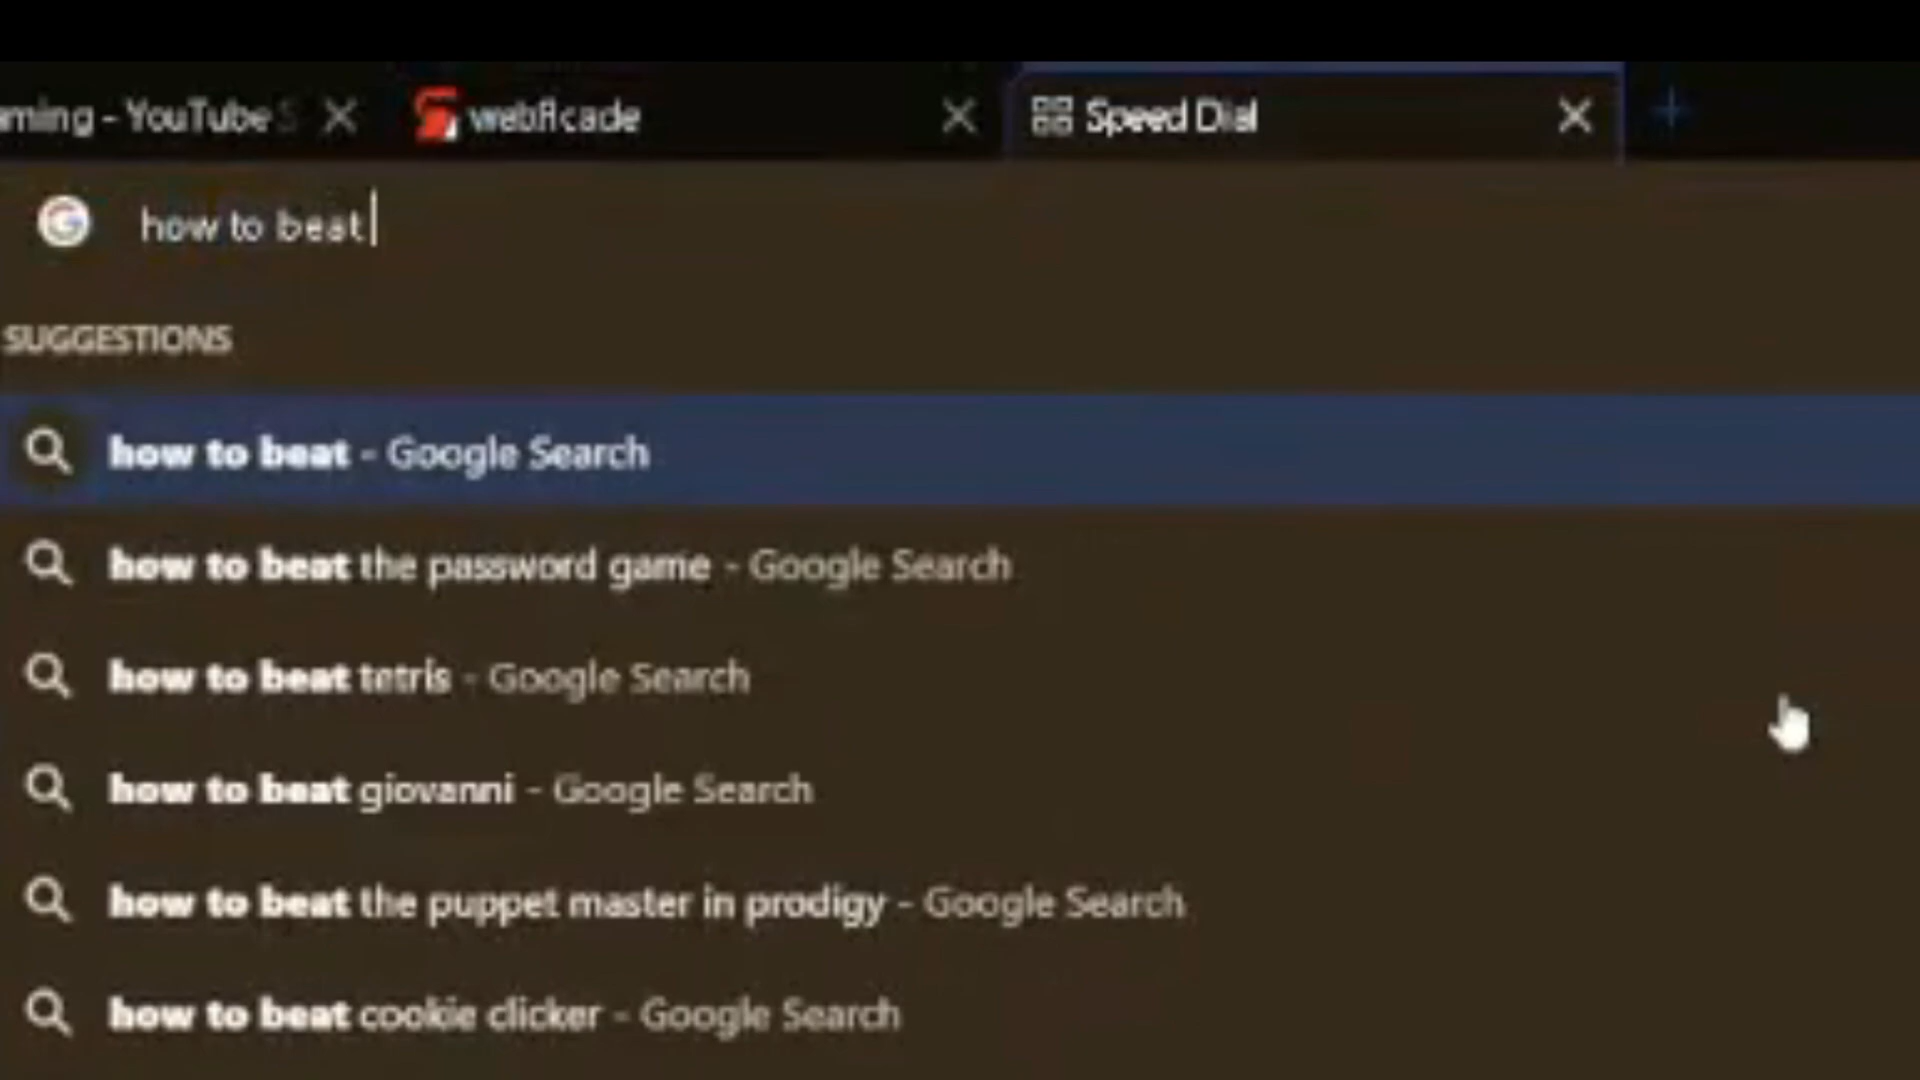 ming - YouTube
webRcade
Speed Dial
how to beat
SUGGESTIONS
how to beat - Google Search
how to beat the password game - Google Search
how to beat tetris - Google Search
how to beat giovanni - Google Search
how to beat the puppet master in prodigy - Google Search
how to beat cookie clicker - Google Search